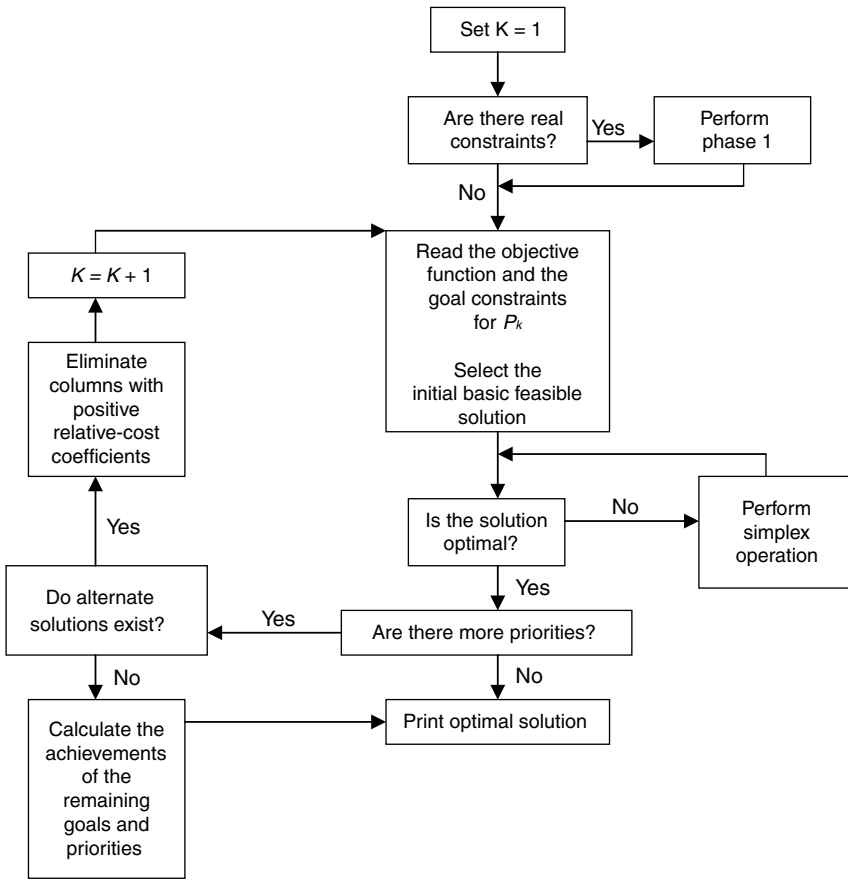 Set K = 1
Are there real
constraints?
Yes
Perform
phase 1
No
Read the objective
function and the
goal constraints
for Pk
Select the
initial basic feasible
solution
K = K + 1
Eliminate
columns with
positive
relative-cost
coefficients
Is the solution
optimal?
No
Perform
simplex
operation
Yes
Yes
Do alternate
solutions exist?
Yes
Are there more priorities?
No
No
Calculate the
achievements
of the
remaining
goals and
priorities
Print optimal solution